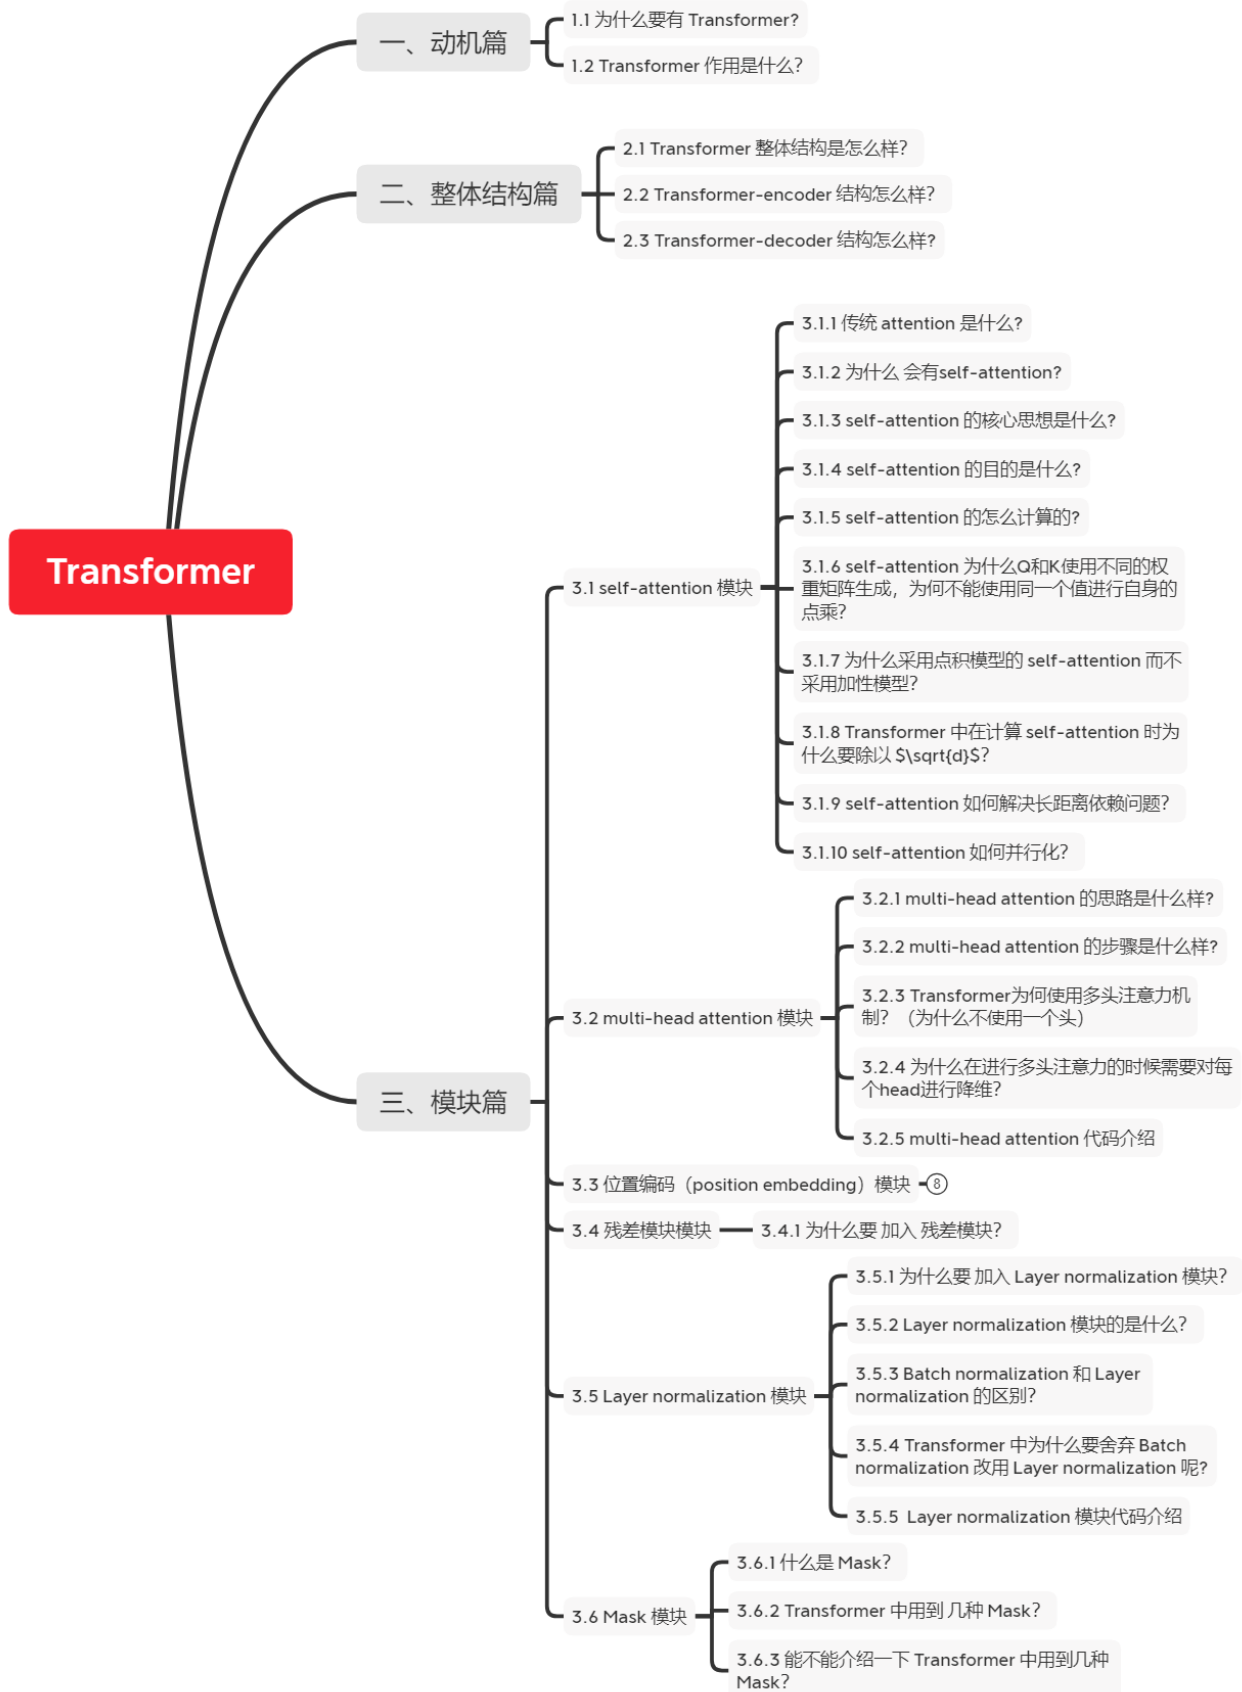 Transformer
一、动机篇
1.1 为什么要有 Transformer?
1.2 Transformer 作用是什么?
二、整体结构篇
2.1 Transformer 整体结构是怎么样?
2.2 Transformer-encoder 结构怎么样?
2.3 Transformer-decoder 结构怎么样?
三、模块篇
3.1 self-attention 模块
3.1.1 传统 attention 是什么?
3.1.2 为什么 会有self-attention?
3.1.3 self-attention 的核心思想是什么?
3.1.4 self-attention 的目的是什么?
3.1.5 self-attention 的怎么计算的?
3.1.6 self-attention 为什么Q和K使用不同的权
重矩阵生成，为何不能使用同一个值进行自身的
点乘?
3.1.7 为什么采用点积模型的 self-attention 而不
采用加性模型?
3.1.8 Transformer 中在计算 self-attention 时为
什么要除以 $\sqrt{d}$?
3.1.9 self-attention 如何解决长距离依赖问题?
3.1.10 self-attention 如何并行化?
3.2 multi-head attention 模块
3.2.1 multi-head attention 的思路是什么样?
3.2.2 multi-head attention 的步骤是什么样?
3.2.3 Transformer为何使用多头注意力机
制? （为什么不使用一个头）
3.2.4 为什么在进行多头注意力的时候需要对每
个head进行降维?
3.2.5 multi-head attention 代码介绍
3.3 位置编码（position embedding）模块
8
3.4 残差模块模块
3.4.1 为什么要 加入 残差模块?
3.5 Layer normalization 模块
3.5.1 为什么要 加入 Layer normalization 模块?
3.5.2 Layer normalization 模块的是什么?
3.5.3 Batch normalization 和 Layer
normalization 的区别?
3.5.4 Transformer 中为什么要舍弃 Batch
normalization 改用 Layer normalization 呢?
3.5.5 Layer normalization 模块代码介绍
3.6 Mask 模块
3.6.1 什么是 Mask?
3.6.2 Transformer 中用到 几种 Mask?
3.6.3 能不能介绍一下 Transformer 中用到几种
Mask?